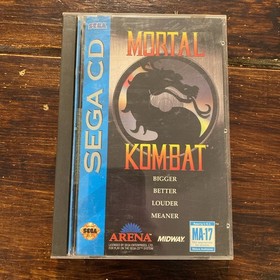 SEGA CD
MORTAL
KOMBAT
BIGGER
BETTER
LOUDER
MEANER
ARENA
MIDWAY
MA-17
SEGA